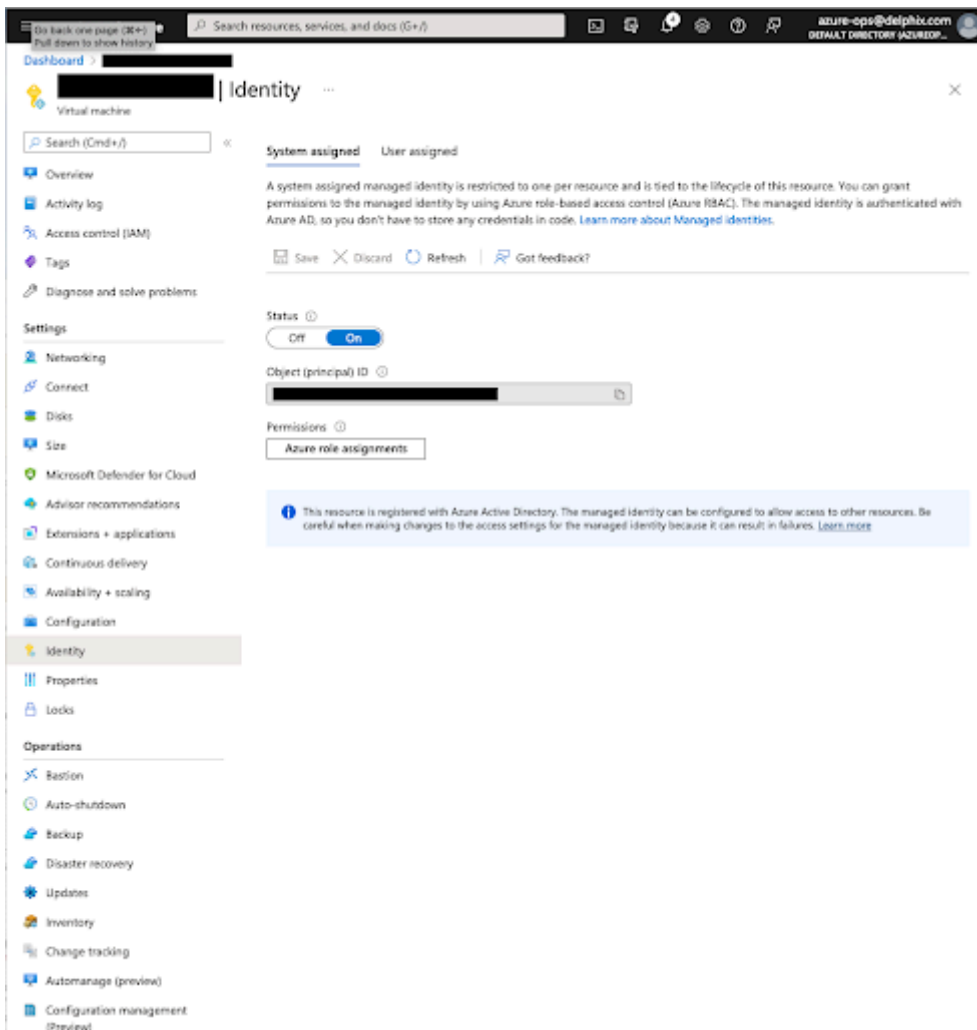 Go back one page (⌘←)
Pull down to show history
Search resources, services, and docs (G+/)
azure-ops@delphix.com
DEFAULT DIRECTORY (AZUREOP...
Dashboard >
| Identity ...
Virtual machine
Search (Cmd+/)
«
System assigned User assigned
A system assigned managed identity is restricted to one per resource and is tied to the lifecycle of this resource. You can grant
permissions to the managed identity by using Azure role-based access control (Azure RBAC). The managed identity is authenticated with
Azure AD, so you don't have to store any credentials in code. Learn more about Managed identities.
Save Discard Refresh Got feedback?
Status
Off On
Object (principal) ID
Permissions
Azure role assignments
This resource is registered with Azure Active Directory. The managed identity can be configured to allow access to other resources. Be
careful when making changes to the access settings for the managed identity because it can result in failures. Learn more
Overview
Activity log
Access control (IAM)
Tags
Diagnose and solve problems
Settings
Networking
Connect
Disks
Size
Microsoft Defender for Cloud
Advisor recommendations
Extensions + applications
Continuous delivery
Availability + scaling
Configuration
Identity
Properties
Locks
Operations
Bastion
Auto-shutdown
Backup
Disaster recovery
Updates
Inventory
Change tracking
Automanage (preview)
Configuration management
(Preview)